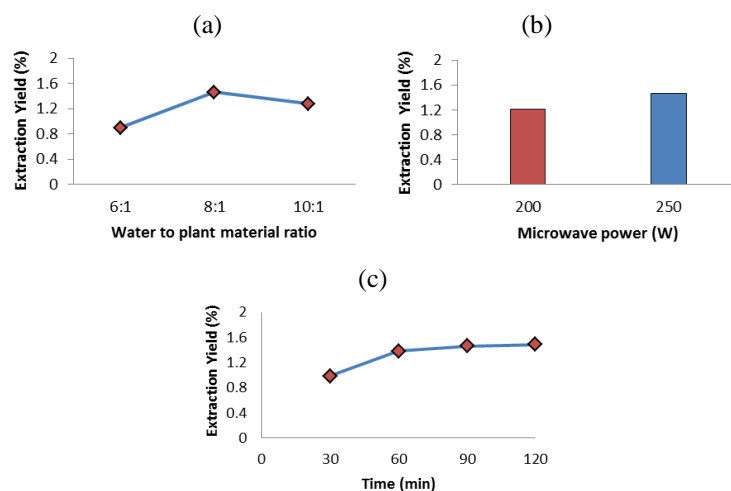 (a)
Extraction Yield (%)
2
1.6
1.2
0.8
0.4
0
6:1 8:1 10:1
Water to plant material ratio
(b)
Extraction Yield (%)
2
1.6
1.2
0.8
0.4
0
200 250
Microwave power (W)
(c)
Extraction Yield (%)
2
1.6
1.2
0.8
0.4
0
0 30 60 90 120
Time (min)